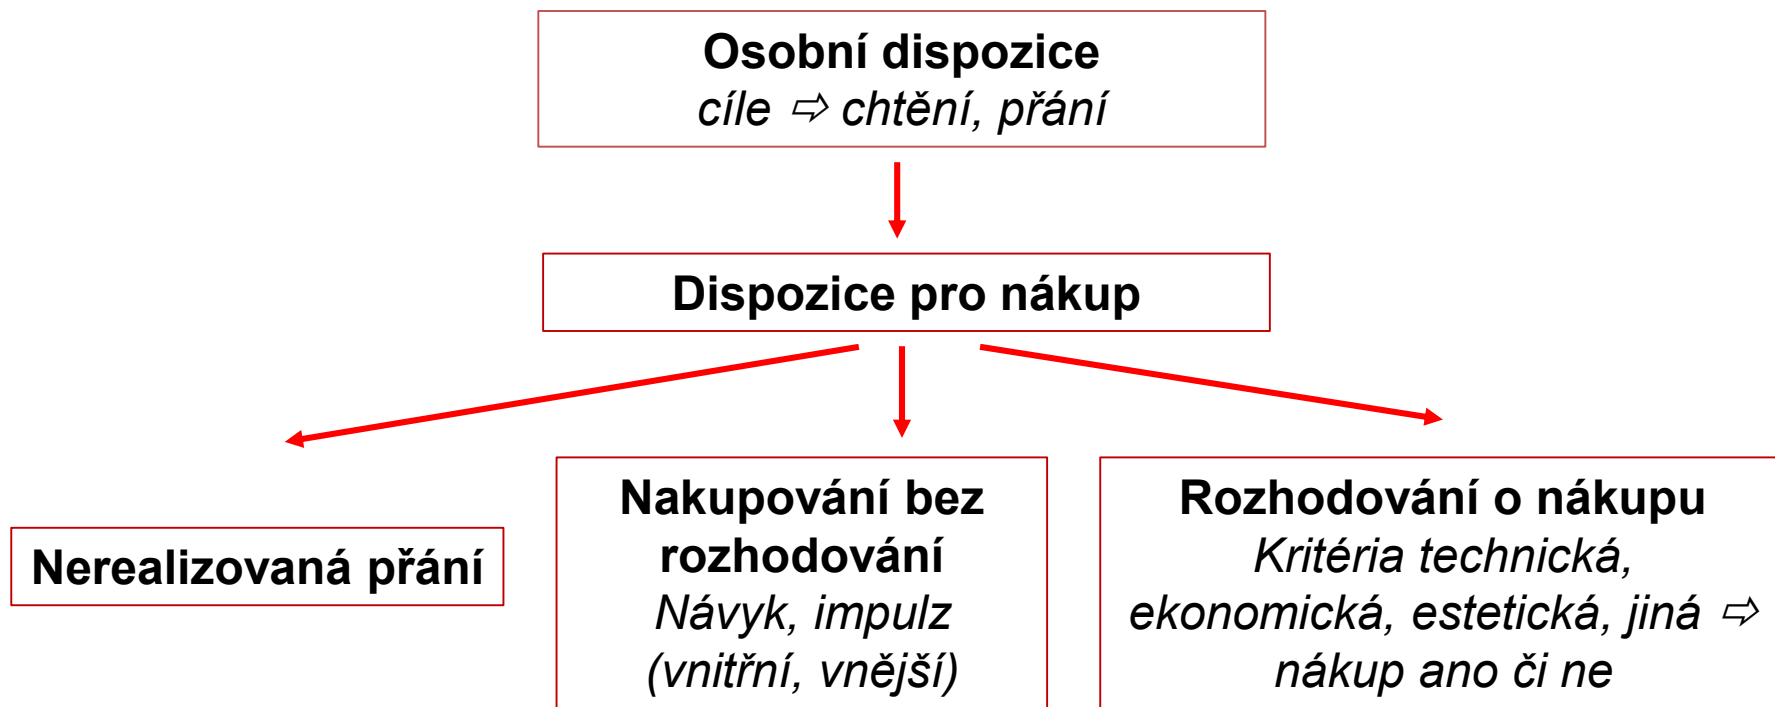 Osobní dispozice
cíle ⇨ chtění, přání
Dispozice pro nákup
Nerealizovaná přání
Nakupování bez
rozhodování
Návyk, impulz
(vnitřní, vnější)
Rozhodování o nákupu
Kritéria technická,
ekonomická, estetická, jiná ⇨
nákup ano či ne